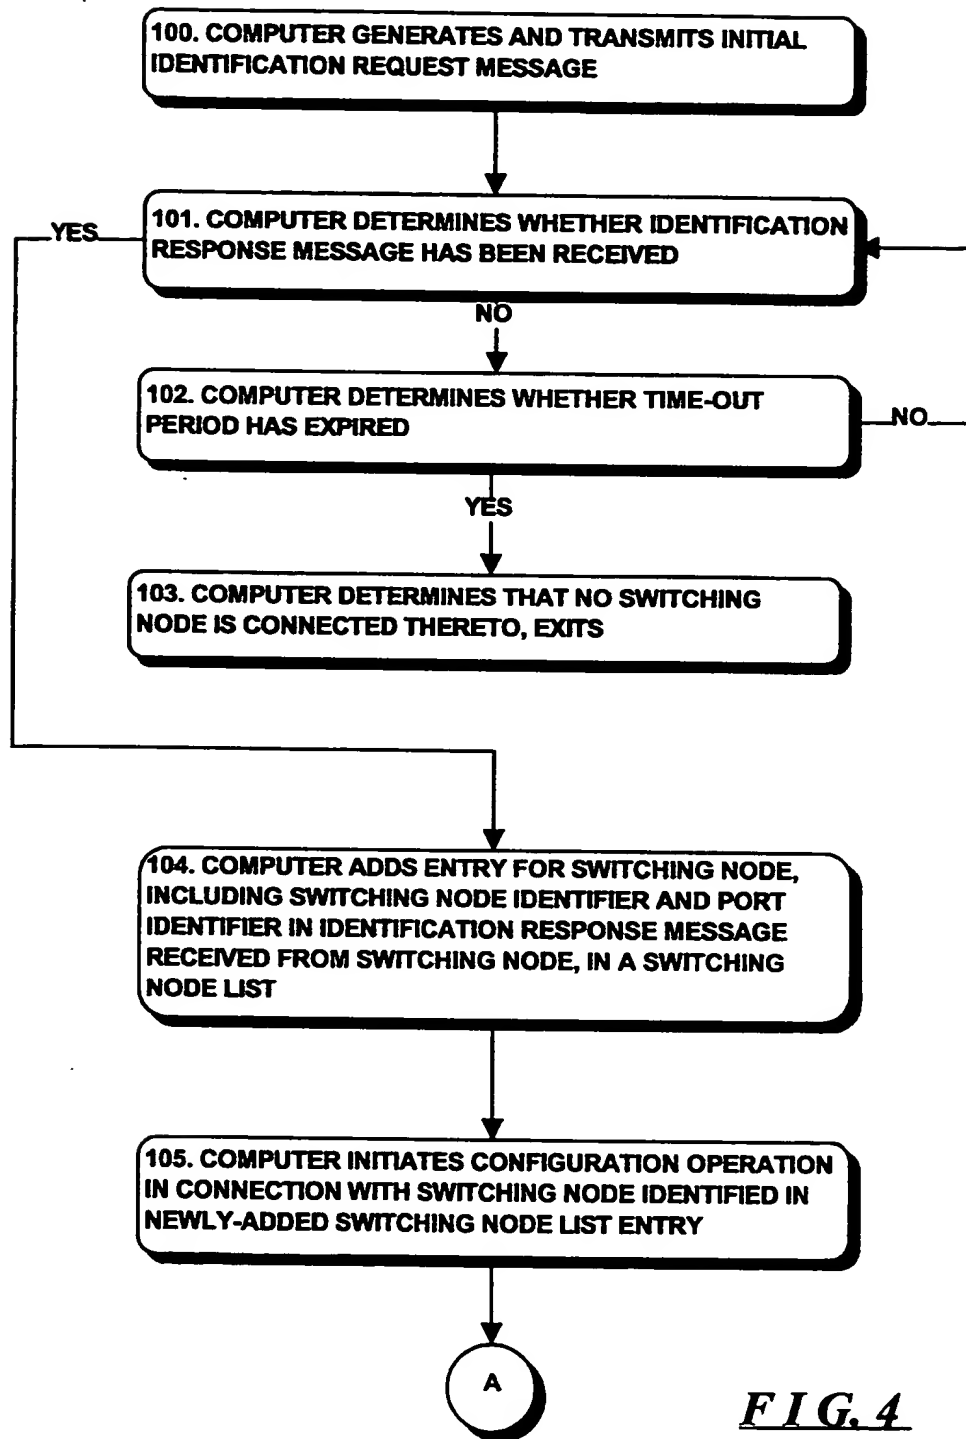 100. COMPUTER GENERATES AND TRANSMITS INITIAL
IDENTIFICATION REQUEST MESSAGE
101. COMPUTER DETERMINES WHETHER IDENTIFICATION
RESPONSE MESSAGE HAS BEEN RECEIVED
YES
NO
102. COMPUTER DETERMINES WHETHER TIME-OUT
PERIOD HAS EXPIRED
NO
YES
103. COMPUTER DETERMINES THAT NO SWITCHING
NODE IS CONNECTED THERETO, EXITS
104. COMPUTER ADDS ENTRY FOR SWITCHING NODE,
INCLUDING SWITCHING NODE IDENTIFIER AND PORT
IDENTIFIER IN IDENTIFICATION RESPONSE MESSAGE
RECEIVED FROM SWITCHING NODE, IN A SWITCHING
NODE LIST
105. COMPUTER INITIATES CONFIGURATION OPERATION
IN CONNECTION WITH SWITCHING NODE IDENTIFIED IN
NEWLY-ADDED SWITCHING NODE LIST ENTRY
A
FIG. 4